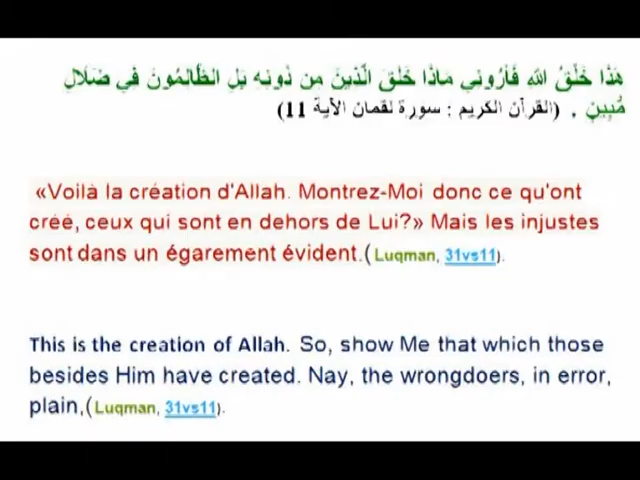 هَٰذَا خَلْقُ اللَّهِ فَأَرُونِي مَاذَا خَلَقَ الَّذِينَ مِن دُونِهِ بَلِ الظَّالِمُونَ فِي ضَلَالٍ
مُّبِينٍ . (القرآن الكريم : سورة لقمان الآية 11)
«Voilà la création d'Allah. Montrez-Moi donc ce qu'ont
créé, ceux qui sont en dehors de Lui?» Mais les injustes
sont dans un égarement évident.(Luqman, 31vs11).
This is the creation of Allah. So, show Me that which those
besides Him have created. Nay, the wrongdoers, in error,
plain,(Luqman, 31vs11).